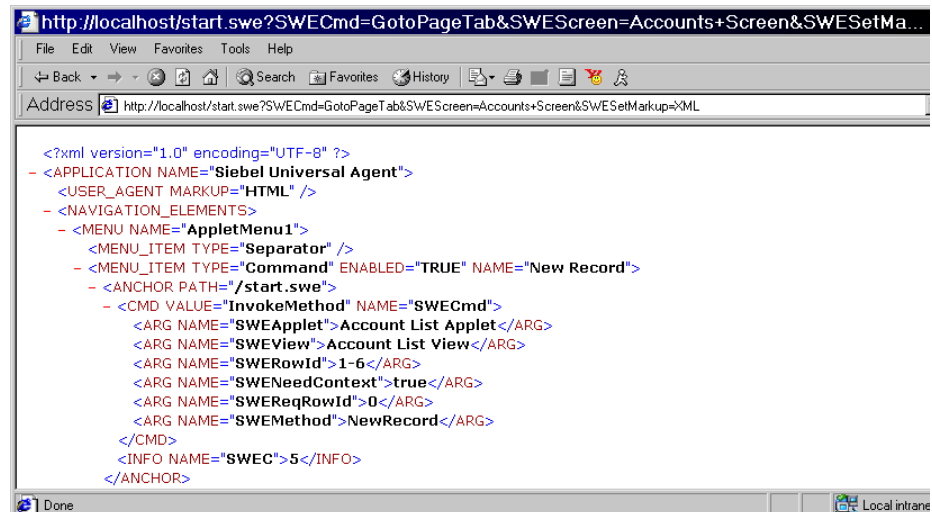 http://localhost/start.swe?SWECmd=GotoPageTab&SWEScreen=Accounts+Screen&SWESetMa...
File Edit View Favorites Tools Help
Back Search Favorites History
Address http://localhost/start.swe?SWECmd=GotoPageTab&SWEScreen=Accounts+Screen&SWESetMarkup=XML
<?xml version="1.0" encoding="UTF-8" ?>
- <APPLICATION NAME="Siebel Universal Agent">
<USER_AGENT MARKUP="HTML" />
- <NAVIGATION_ELEMENTS>
- <MENU NAME="AppletMenu1">
<MENU_ITEM TYPE="Separator" />
- <MENU_ITEM TYPE="Command" ENABLED="TRUE" NAME="New Record">
- <ANCHOR PATH="/start.swe">
- <CMD VALUE="InvokeMethod" NAME="SWECmd">
<ARG NAME="SWEApplet">Account List Applet</ARG>
<ARG NAME="SWEView">Account List View</ARG>
<ARG NAME="SWERowId">1-6</ARG>
<ARG NAME="SWENeedContext">true</ARG>
<ARG NAME="SWEReqRowId">0</ARG>
<ARG NAME="SWEMethod">NewRecord</ARG>
</CMD>
<INFO NAME="SWEC">5</INFO>
</ANCHOR>
Done Local intrane